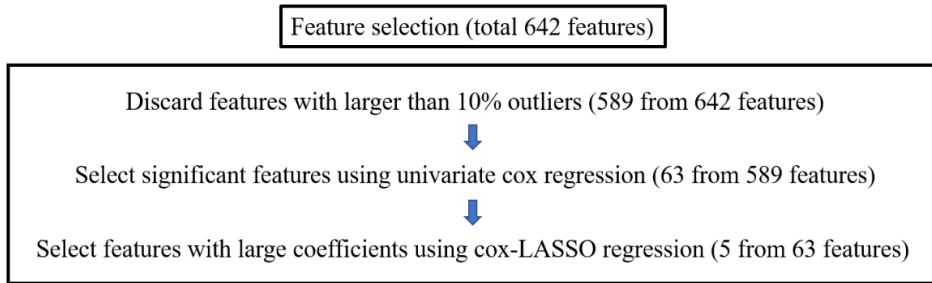 Feature selection (total 642 features)
Discard features with larger than 10% outliers (589 from 642 features)
Select significant features using univariate cox regression (63 from 589 features)
Select features with large coefficients using cox-LASSO regression (5 from 63 features)